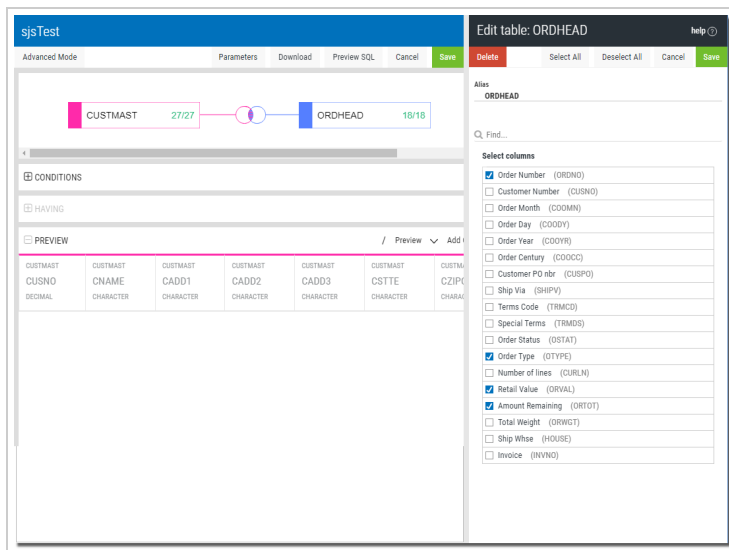 sjsTest
Advanced Mode Parameters Download Preview SQL Cancel Save
CUSTMAST 27/27 ORDHEAD 18/18
CONDITIONS
HAVING
PREVIEW / Preview Add
CUSTMAST CUSTMAST CUSTMAST CUSTMAST CUSTMAST CUSTMAST
CUSNO CNAME CADD1 CADD2 CADD3 CSTTE
DECIMAL CHARACTER CHARACTER CHARACTER CHARACTER CHARACTER
Edit table: ORDHEAD help ?
Delete Select All Deselect All Cancel Save
Alias
ORDHEAD
Find...
Select columns
Order Number (ORDNO)
Customer Number (CUSNO)
Order Month (COOMN)
Order Day (COODY)
Order Year (COOYR)
Order Century (COOCC)
Customer PO nbr (CUSPO)
Ship Via (SHIPV)
Terms Code (TRMCD)
Special Terms (TRMDS)
Order Status (OSTAT)
Order Type (OTYPE)
Number of lines (CURLN)
Retail Value (ORVAL)
Amount Remaining (ORTOT)
Total Weight (ORWGT)
Ship Whse (HOUSE)
Invoice (INVNO)